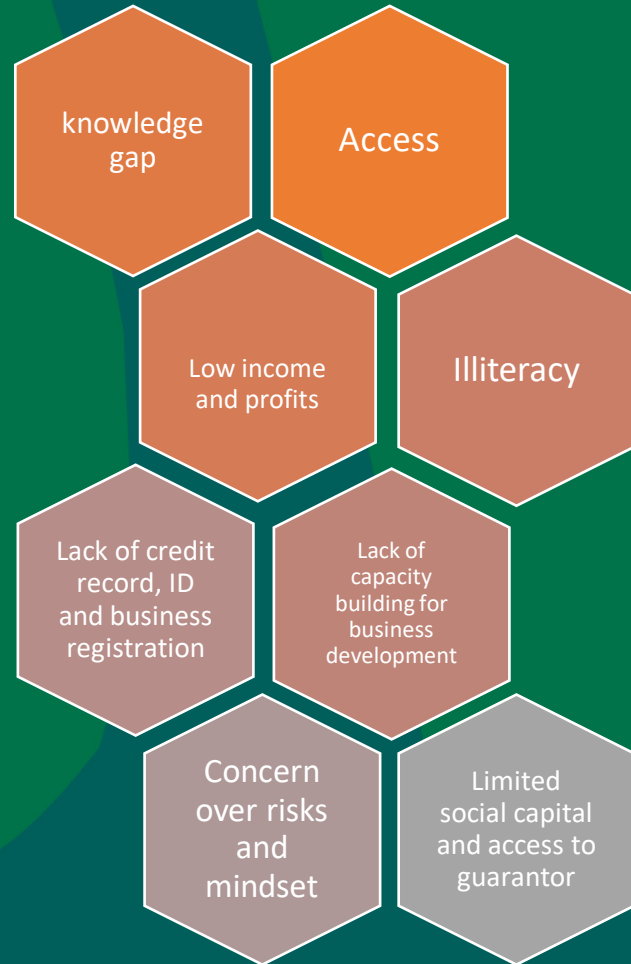 knowledge
gap
Access
Low income
and profits
Illiteracy
Lack of credit
record, ID
and business
registration
Lack of
capacity
building for
business
development
Concern
over risks
and
mindset
Limited
social capital
and access to
guarantor